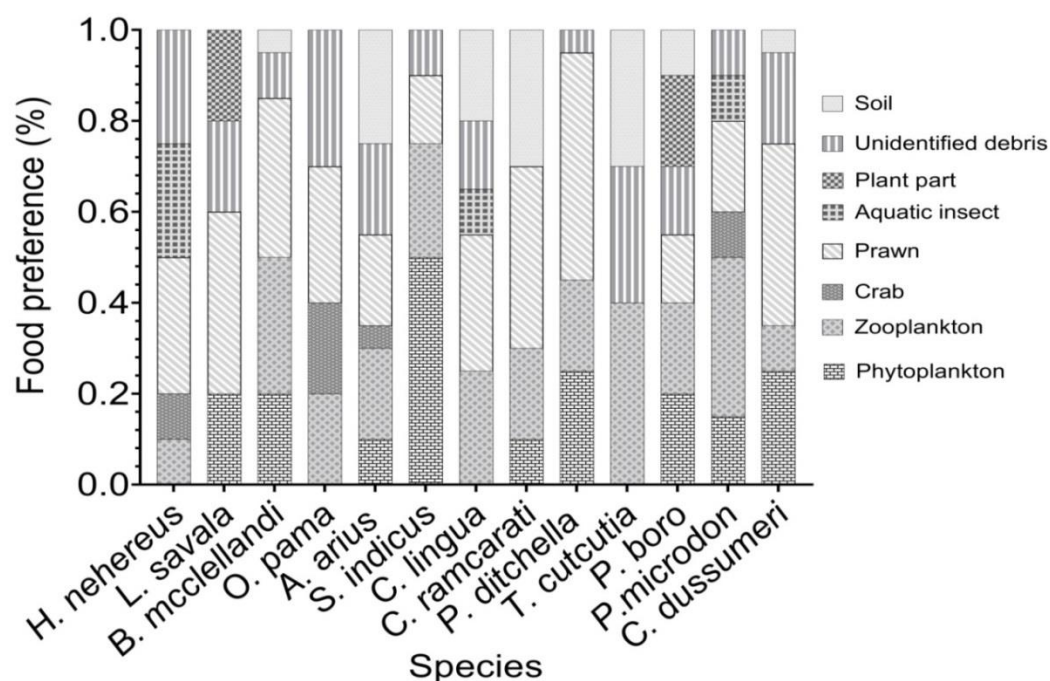 Food preference (%)
1.0
0.8
0.6
0.4
0.2
0.0
H. nehereus
L. savala
B. mcclellandi
O. pama
A. arius
S. indicus
C. lingua
C. ramcarati
P. ditchella
T. cutcutia
P. boro
P.microdon
C. dussumeri
Species
Soil
Unidentified debris
Plant part
Aquatic insect
Prawn
Crab
Zooplankton
Phytoplankton